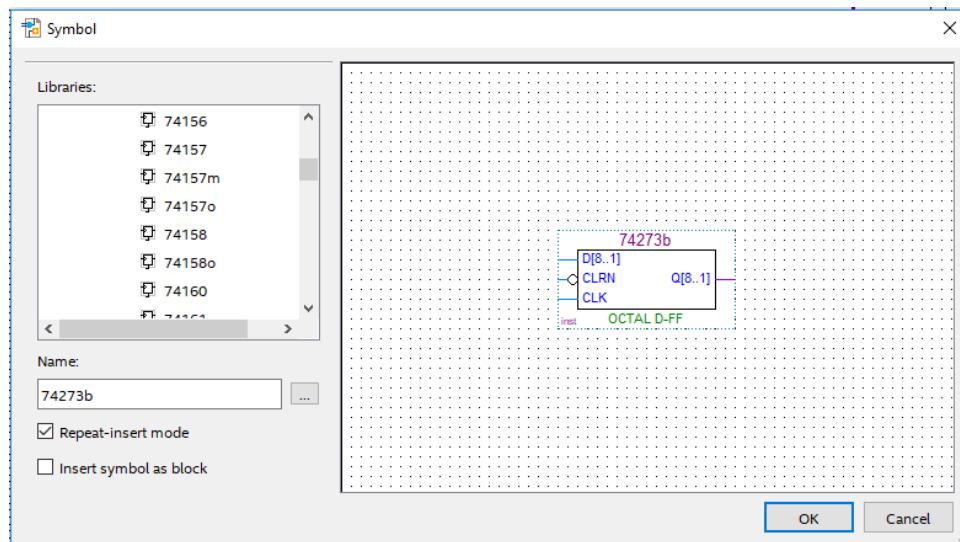 Symbol
Libraries:
74156
74157
74157m
74157o
74158
74158o
74160
74161
Name:
74273b
...
Repeat-insert mode
Insert symbol as block
74273b
D[8..1]
CLRN
Q[8..1]
CLK
inst
OCTAL D-FF
OK
Cancel